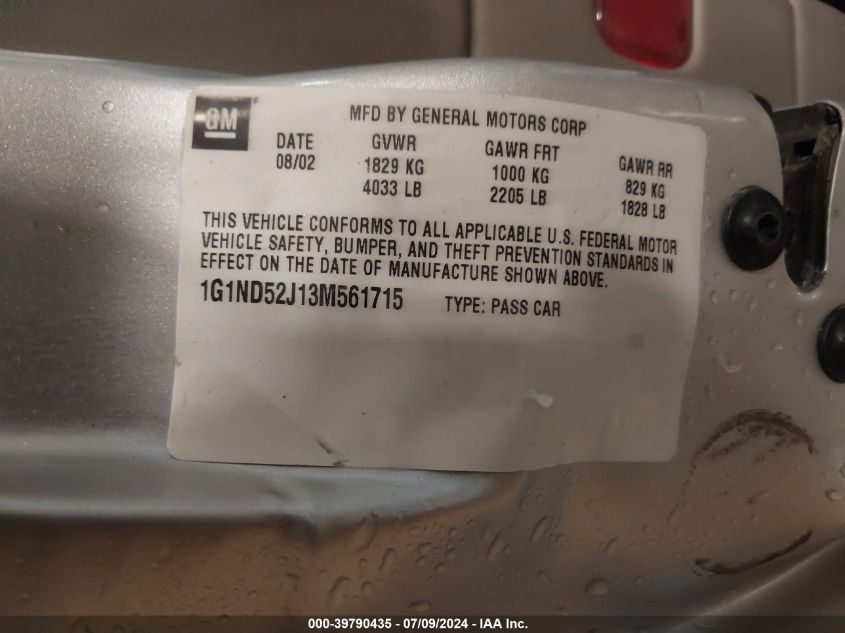 GM
MFD BY GENERAL MOTORS CORP
DATE GVWR GAWR FRT GAWR RR
08/02 1829 KG 1000 KG 829 KG
4033 LB 2205 LB 1828 LB
THIS VEHICLE CONFORMS TO ALL APPLICABLE U.S. FEDERAL MOTOR
VEHICLE SAFETY, BUMPER, AND THEFT PREVENTION STANDARDS IN
EFFECT ON THE DATE OF MANUFACTURE SHOWN ABOVE.
1G1ND52J13M561715 TYPE: PASS CAR
000-39790435 - 07/09/2024 - IAA Inc.